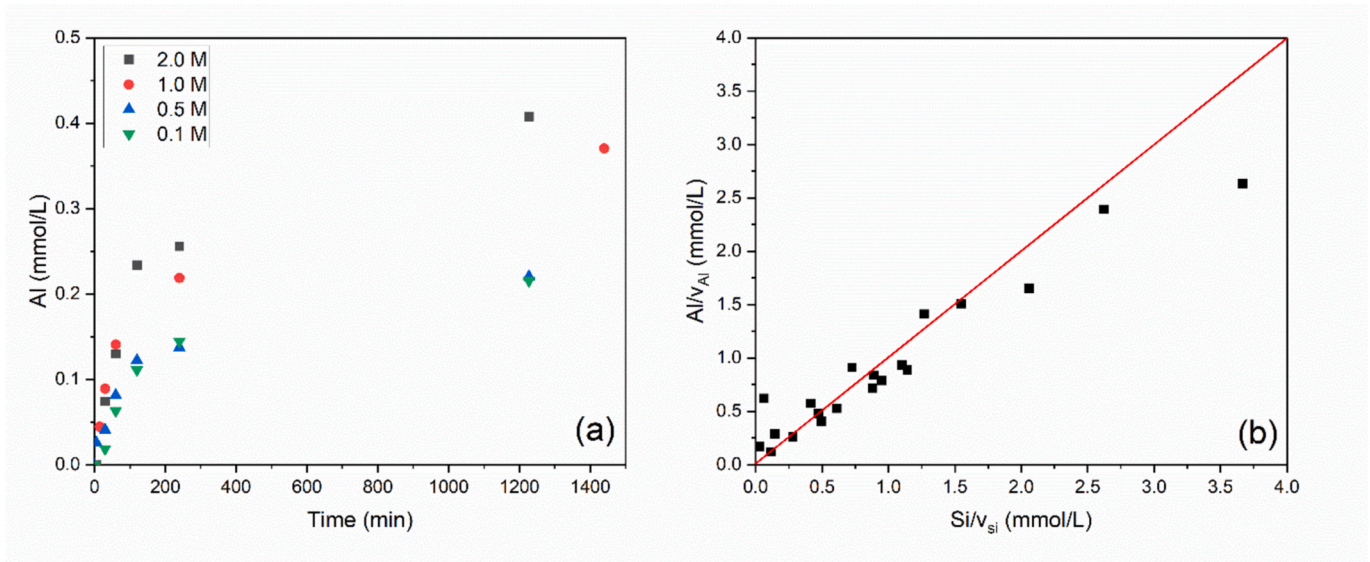 0.5
0.4
0.3
0.2
0.1
0.0
Al (mmol/L)
2.0 M
1.0 M
0.5 M
0.1 M
(a)
0 200 400 600 800 1000 1200 1400
Time (min)
4.0
3.5
3.0
2.5
2.0
1.5
1.0
0.5
0.0
Al/vAl (mmol/L)
(b)
0.0 0.5 1.0 1.5 2.0 2.5 3.0 3.5 4.0
Si/vsi (mmol/L)